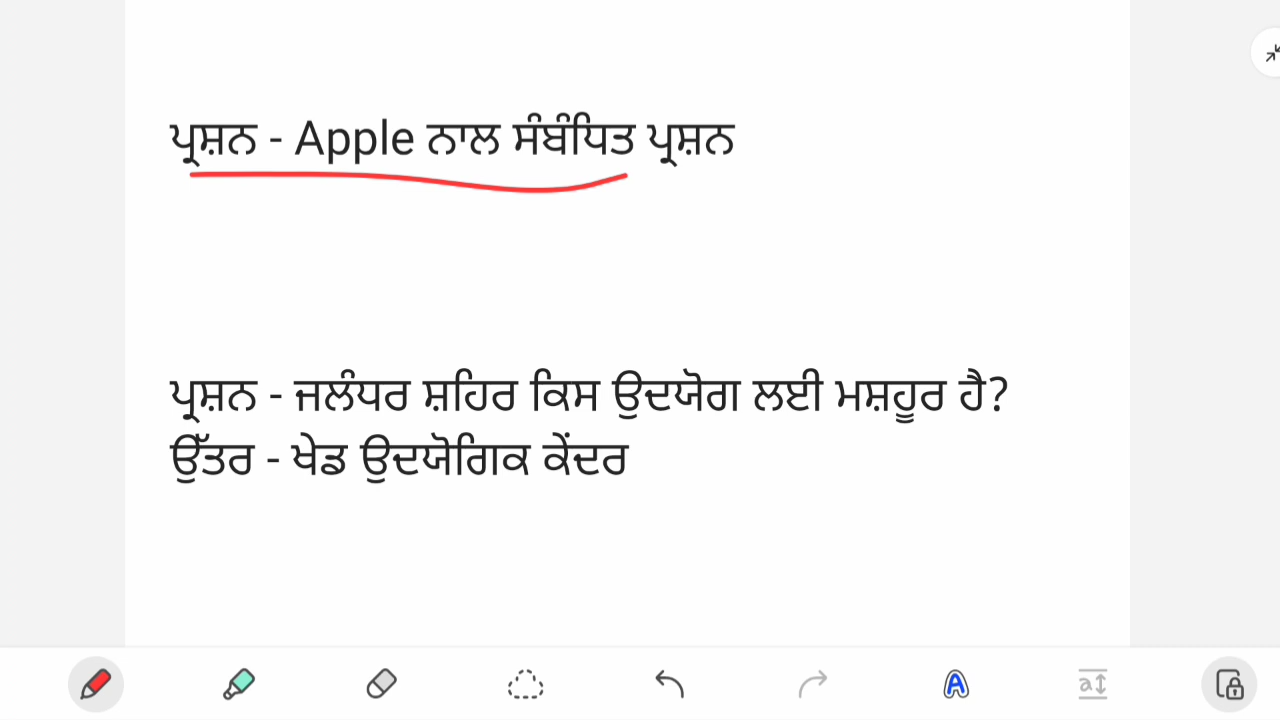 ਪ੍ਰਸ਼ਨ - Apple ਨਾਲ ਸੰਬੰਧਿਤ ਪ੍ਰਸ਼ਨ
ਪ੍ਰਸ਼ਨ - ਜਲੰਧਰ ਸ਼ਹਿਰ ਕਿਸ ਉਦਯੋਗ ਲਈ ਮਸ਼ਹੂਰ ਹੈ?
ਉੱਤਰ - ਖੇਡ ਉਦਯੋਗਿਕ ਕੇਂਦਰ
A a